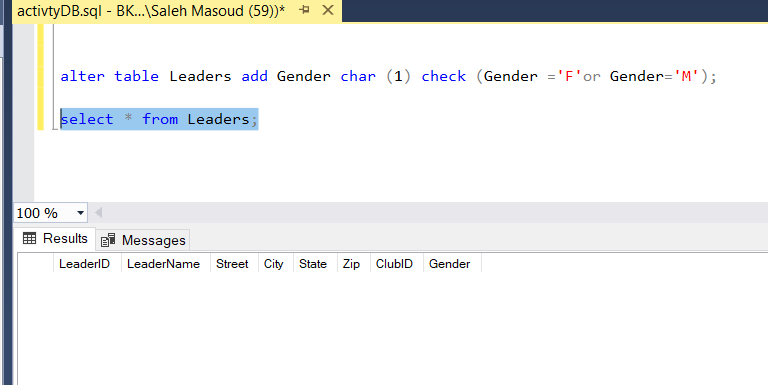 activtyDB.sql - BK...\Saleh Masoud (59))*
alter table Leaders add Gender char (1) check (Gender ='F'or Gender='M');
select * from Leaders;
100 %
Results Messages
LeaderID LeaderName Street City State Zip ClubID Gender